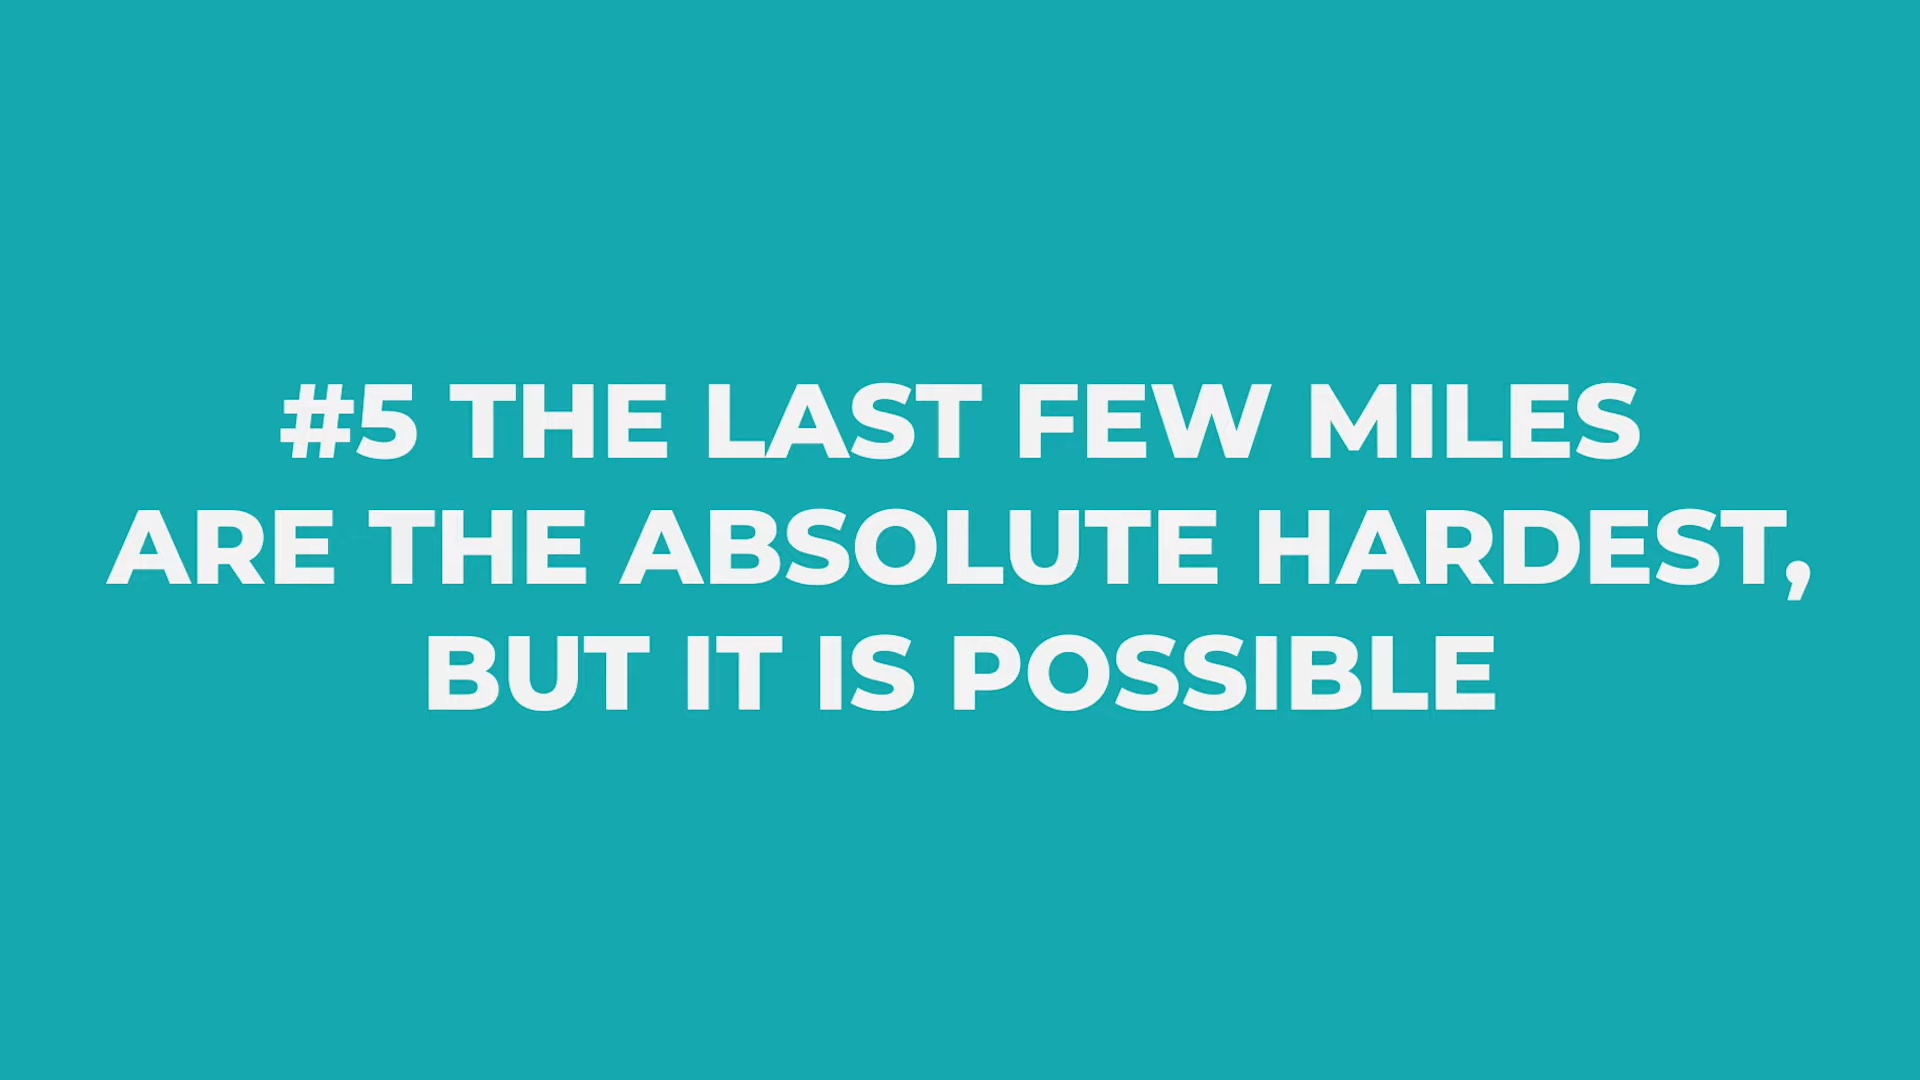 #5 THE LAST FEW MILES
ARE THE ABSOLUTE HARDEST,
BUT IT IS POSSIBLE